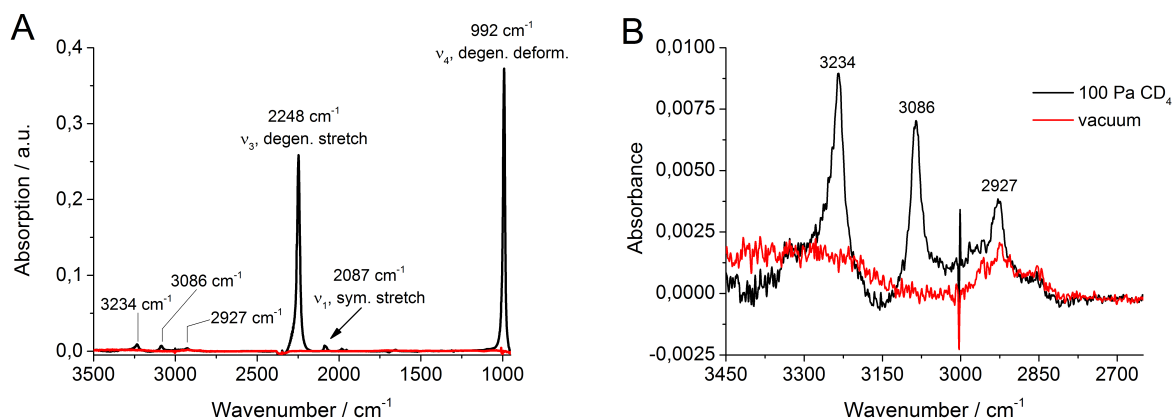 A
0,4
0,3
0,2
0,1
0,0
Absorption / a.u.
3500
3000
2500
2000
1500
1000
Wavenumber / cm⁻¹
992 cm⁻¹
ν₄, degen. deform.
2248 cm⁻¹
ν₃, degen. stretch
2087 cm⁻¹
ν₁, sym. stretch
3086 cm⁻¹
3234 cm⁻¹
2927 cm⁻¹
B
0,0100
0,0075
0,0050
0,0025
0,0000
-0,0025
Absorbance
3450
3300
3150
3000
2850
2700
Wavenumber / cm⁻¹
3234
3086
2927
100 Pa CD₄
vacuum